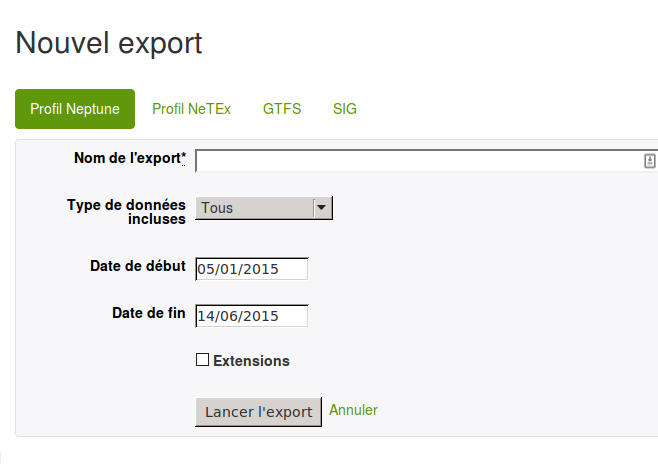 Nouvel export
Profil Neptune Profil NeTEx GTFS SIG
Nom de l'export*
Type de données
incluses
Tous
Date de début 05/01/2015
Date de fin 14/06/2015
Extensions
Lancer l'export Annuler